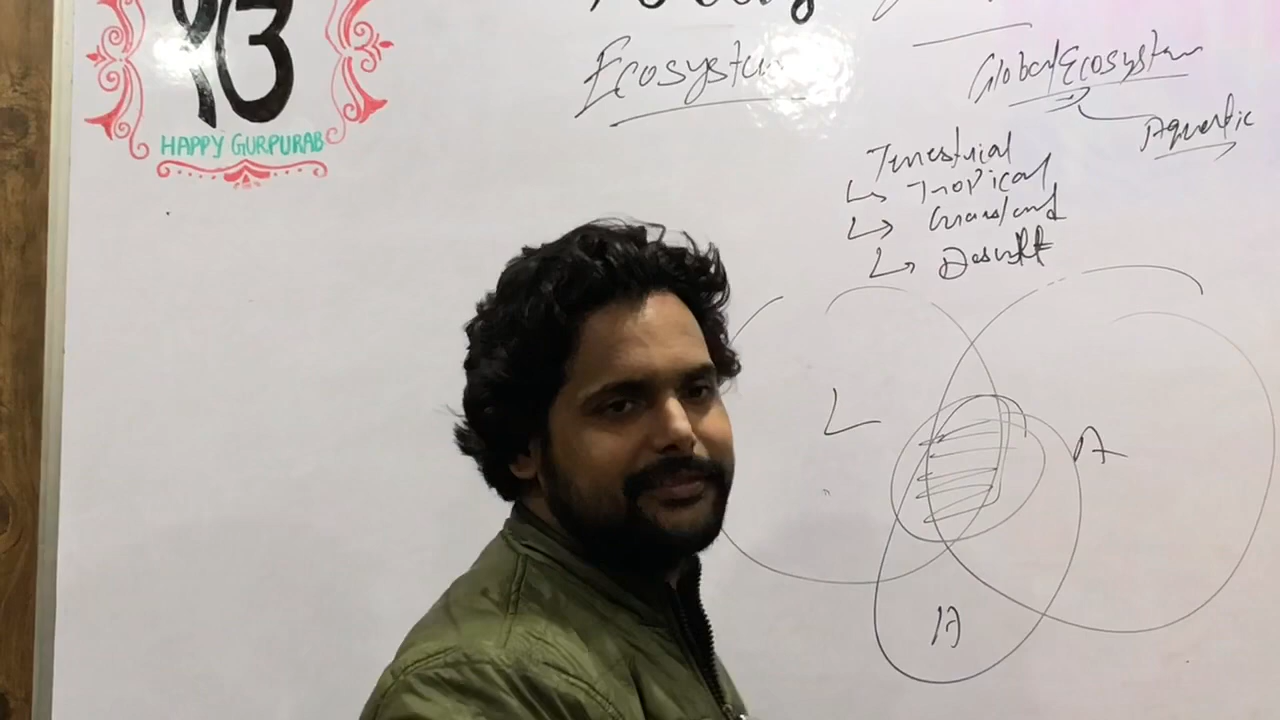 HAPPY GURPURAB
Ecosystem
Global Ecosystem
Aquatic
Terrestrial
↳ Tropical
↳ Grassland
↳ Desert
L
A
A